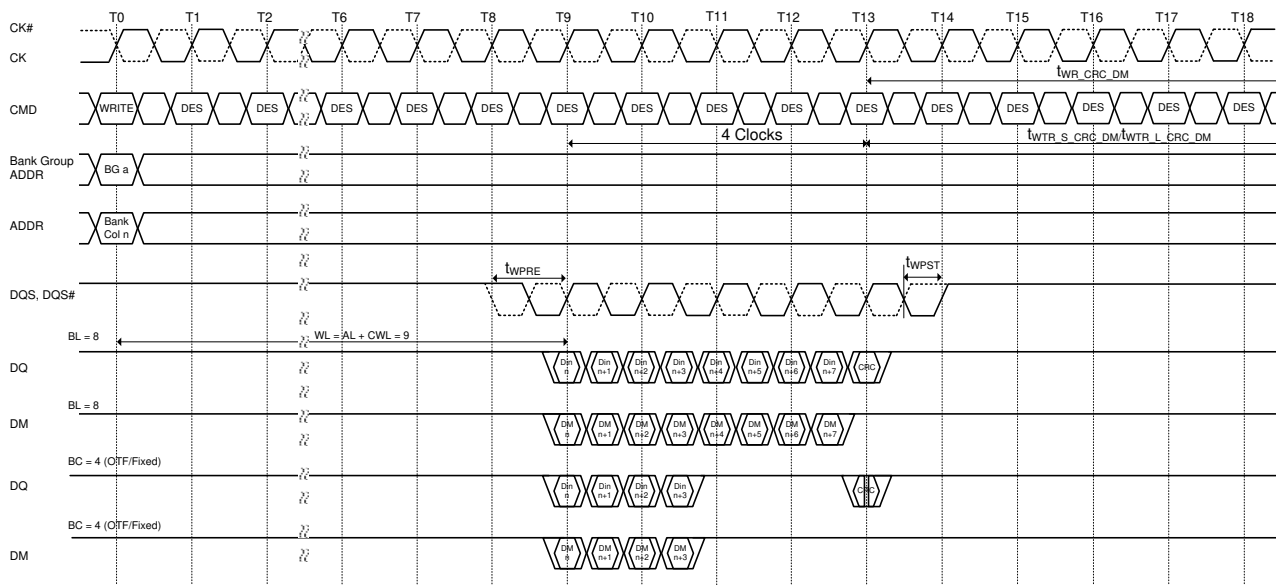 T0 T1 T2 T6 T7 T8 T9 T10 T11 T12 T13 T14 T15 T16 T17 T18
CK#
CK
tWR_CRC_DM
CMD WRITE DES DES DES DES DES DES DES DES DES DES DES DES DES DES DES
4 Clocks tWTR_S_CRC_DM/tWTR_L_CRC_DM
Bank Group
ADDR
BG a
ADDR
Bank
Col n
tWPRE tWPST
DQS, DQS#
BL = 8 WL = AL + CWL = 9
DQ
Din Din Din Din Din Din Din Din CRC
n n+1 n+2 n+3 n+4 n+5 n+6 n+7
BL = 8
DM
DM DM DM DM DM DM DM DM
n n+1 n+2 n+3 n+4 n+5 n+6 n+7
BC = 4 (OTF/Fixed)
DQ
Din Din Din Din CRC
n n+1 n+2 n+3
BC = 4 (OTF/Fixed)
DM
DM DM DM DM
n n+1 n+2 n+3